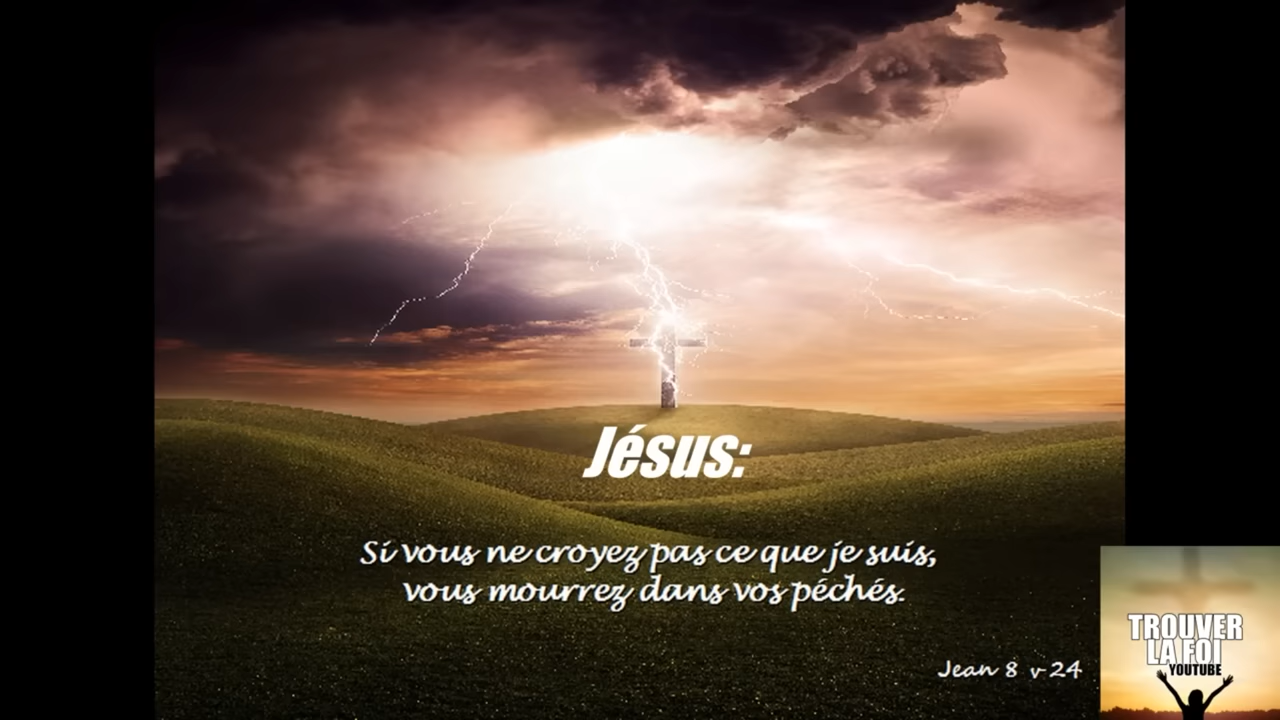 Jésus:
Si vous ne croyez pas ce que je suis,
vous mourrez dans vos péchés.
Jean 8 v 24
TROUVER
LA FOI
YOUTUBE